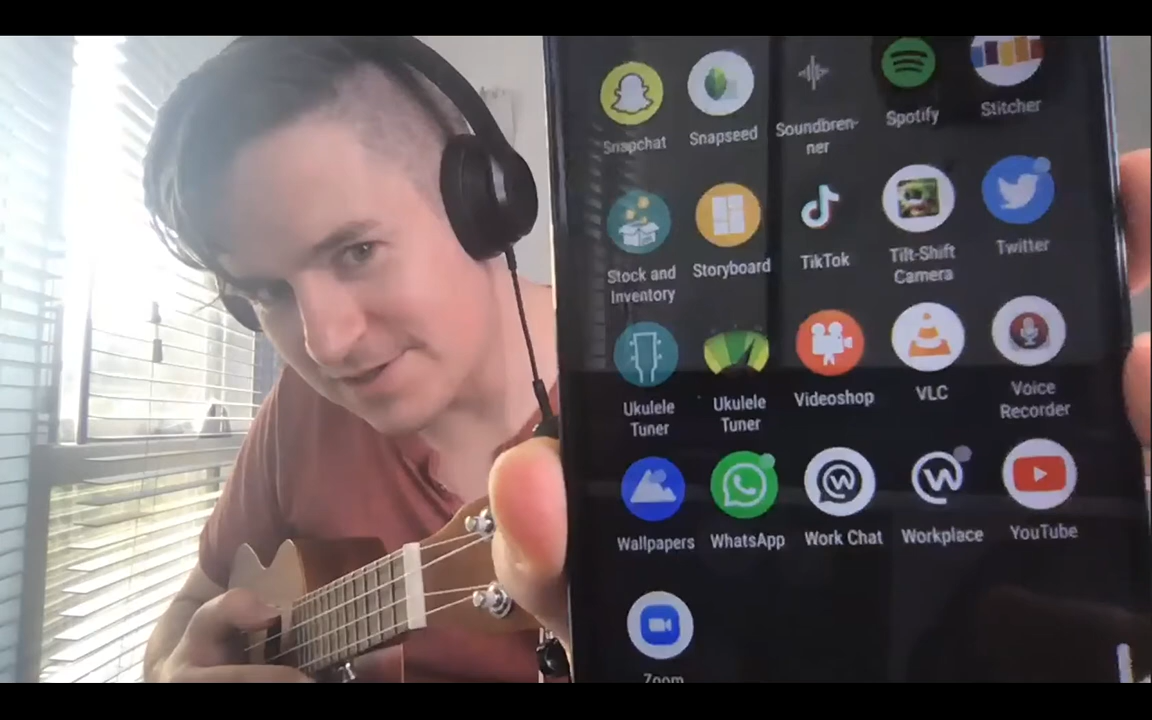 Snapchat Snapseed Soundbren- Spotify Stitcher
ner
Stock and Storyboard TikTok Tilt-Shift Twitter
Inventory Camera
Ukulele Ukulele Videoshop VLC Voice
Tuner Tuner Recorder
Wallpapers WhatsApp Work Chat Workplace YouTube
Zoom